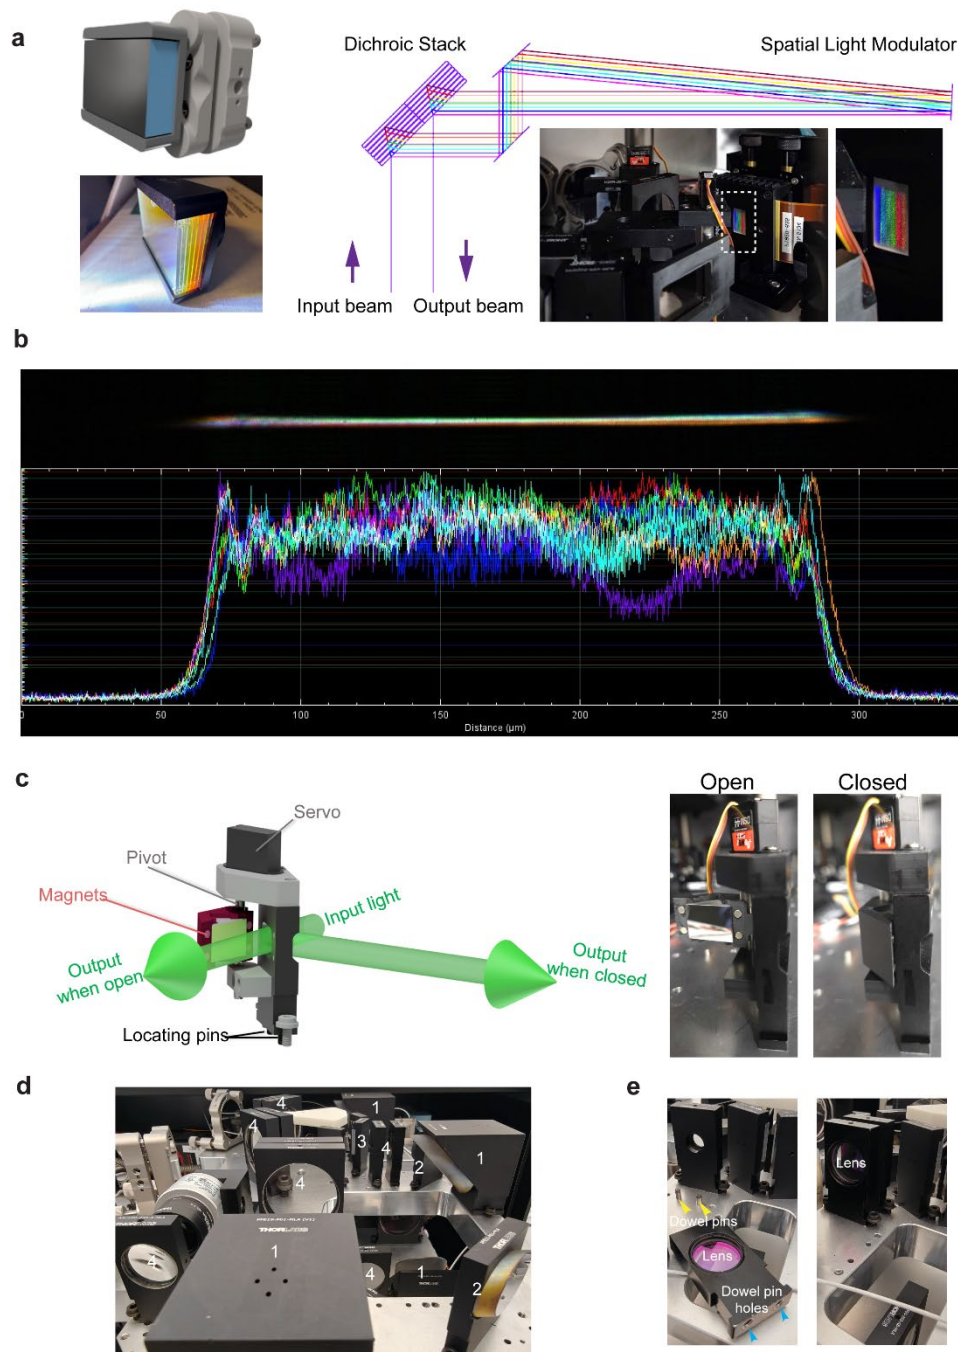 a
Dichroic Stack
Spatial Light Modulator
Input beam
Output beam
b
0
50
100
150
200
250
300
Distance (µm)
c
Servo
Pivot
Magnets
Input light
Output
when open
Output
when closed
Locating pins
Open
Closed
d
4
1
4
3
4
2
1
4
THORLABS
4
1
4
1
2
e
Lens
Dowel pins
Lens
Dowel pin
holes